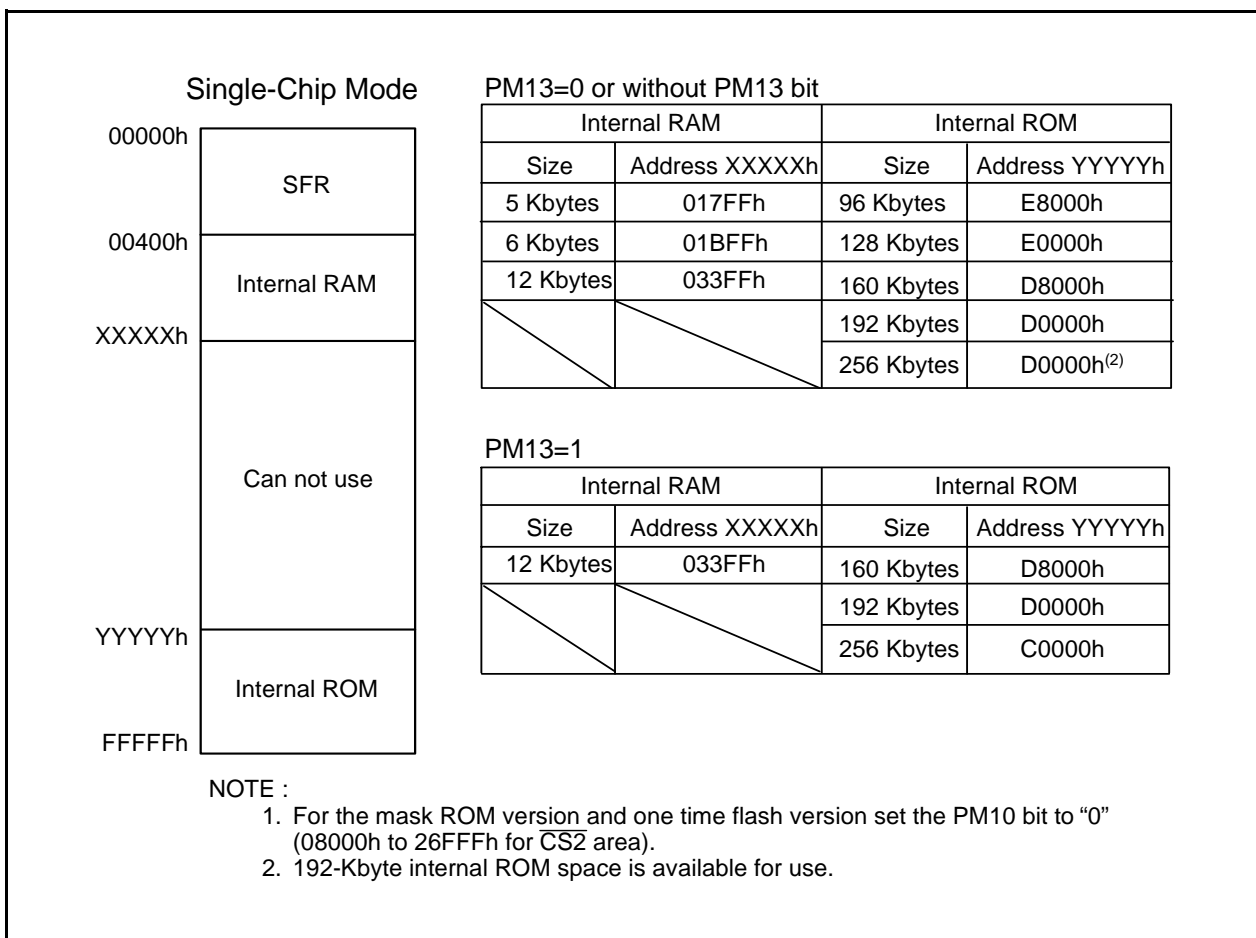 Single-Chip Mode
00000h
SFR
00400h
Internal RAM
XXXXXh
Can not use
YYYYYh
Internal ROM
FFFFFh
PM13=0 or without PM13 bit
Internal RAM Internal ROM
Size Address XXXXXh Size Address YYYYYh
5 Kbytes 017FFh 96 Kbytes E8000h
6 Kbytes 01BFFh 128 Kbytes E0000h
12 Kbytes 033FFh 160 Kbytes D8000h
192 Kbytes D0000h
256 Kbytes D0000h(2)
PM13=1
Internal RAM Internal ROM
Size Address XXXXXh Size Address YYYYYh
12 Kbytes 033FFh 160 Kbytes D8000h
192 Kbytes D0000h
256 Kbytes C0000h
NOTE :
1. For the mask ROM version and one time flash version set the PM10 bit to “0”
(08000h to 26FFFh for C̅S̅2̅ area).
2. 192-Kbyte internal ROM space is available for use.